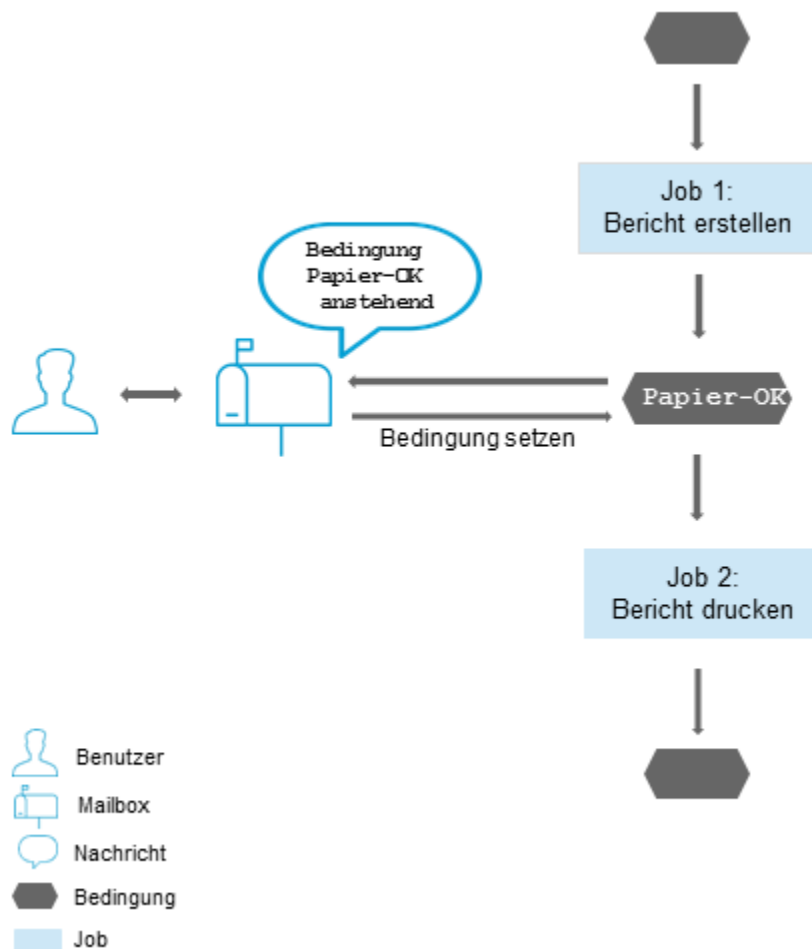 Job 1:
Bericht erstellen
Bedingung
Papier-OK
anstehend
Papier-OK
Bedingung setzen
Job 2:
Bericht drucken
Benutzer
Mailbox
Nachricht
Bedingung
Job